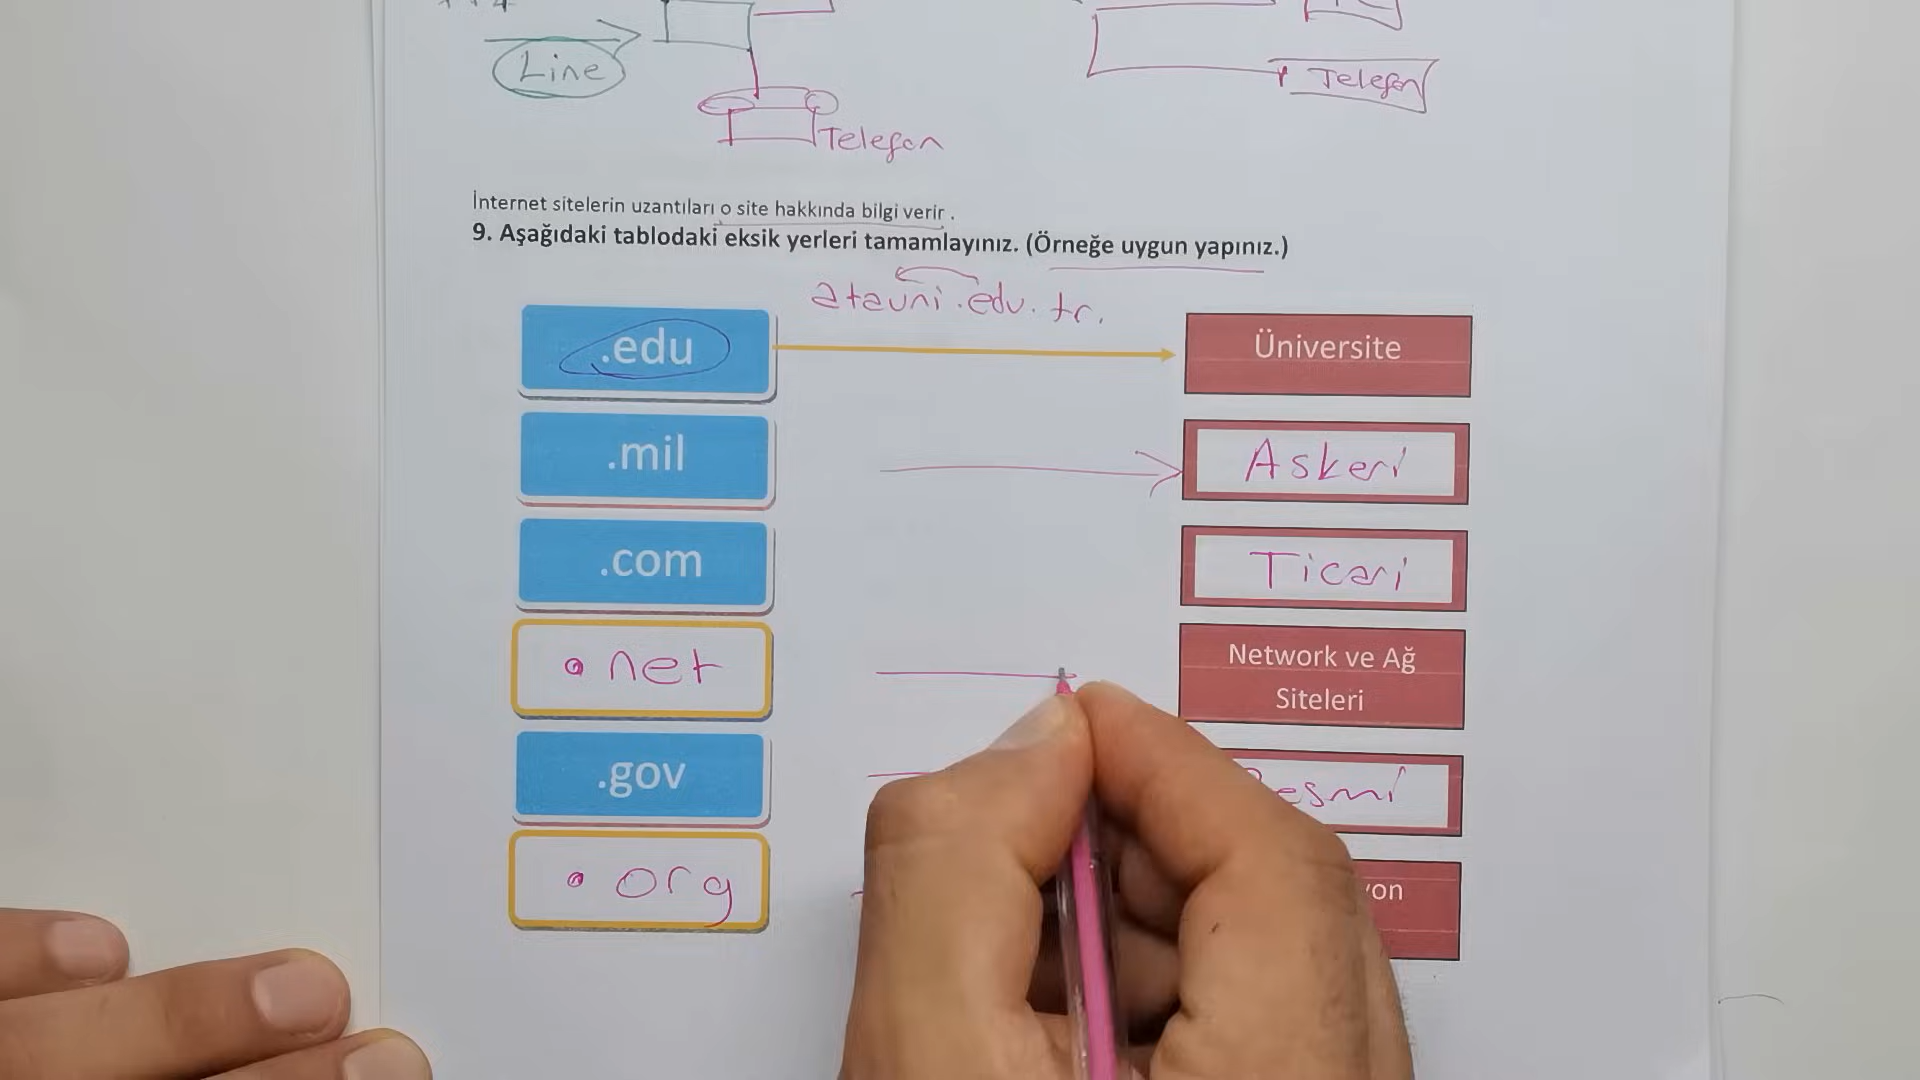 Line
Telefon
Telefon
İnternet sitelerin uzantıları o site hakkında bilgi verir .
9. Aşağıdaki tablodaki eksik yerleri tamamlayınız. (Örneğe uygun yapınız.)
atauni.edu.tr.
.edu
Üniversite
.mil
Askeri
.com
Ticari
.net
Network ve Ağ
Siteleri
.gov
.org